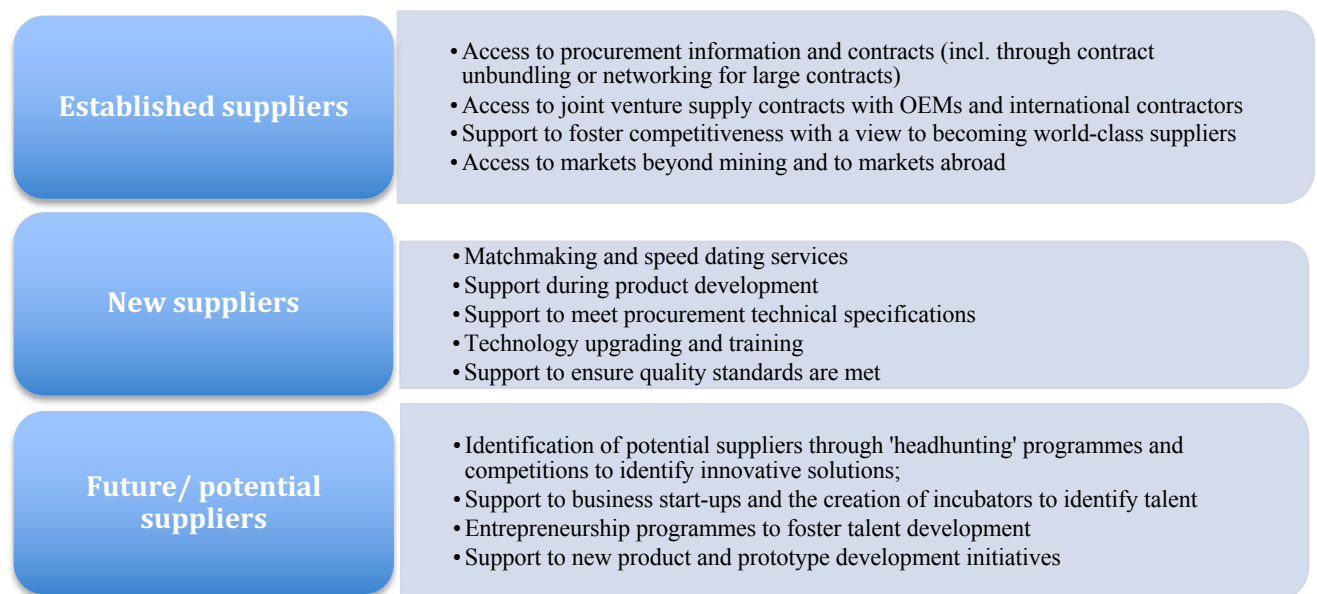 Established suppliers
•Access to procurement information and contracts (incl. through contract
unbundling or networking for large contracts)
•Access to joint venture supply contracts with OEMs and international contractors
•Support to foster competitiveness with a view to becoming world-class suppliers
•Access to markets beyond mining and to markets abroad
New suppliers
•Matchmaking and speed dating services
•Support during product development
•Support to meet procurement technical specifications
•Technology upgrading and training
•Support to ensure quality standards are met
Future/ potential
suppliers
•Identification of potential suppliers through 'headhunting' programmes and
competitions to identify innovative solutions;
•Support to business start-ups and the creation of incubators to identify talent
•Entrepreneurship programmes to foster talent development
•Support to new product and prototype development initiatives